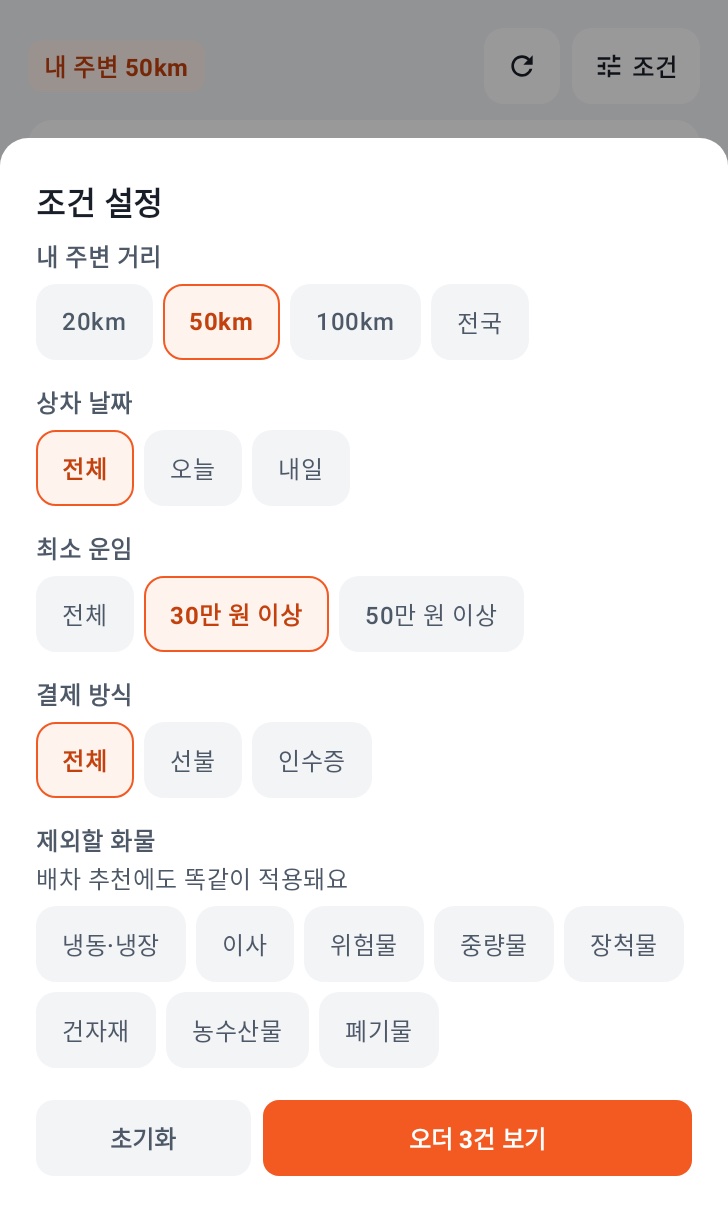 내 주변 50km
조건
조건 설정
내 주변 거리
20km 50km 100km 전국
상차 날짜
전체 오늘 내일
최소 운임
전체 30만 원 이상 50만 원 이상
결제 방식
전체 선불 인수증
제외할 화물
배차 추천에도 똑같이 적용돼요
냉동·냉장 이사 위험물 중량물 장척물
건자재 농수산물 폐기물
초기화 오더 3건 보기